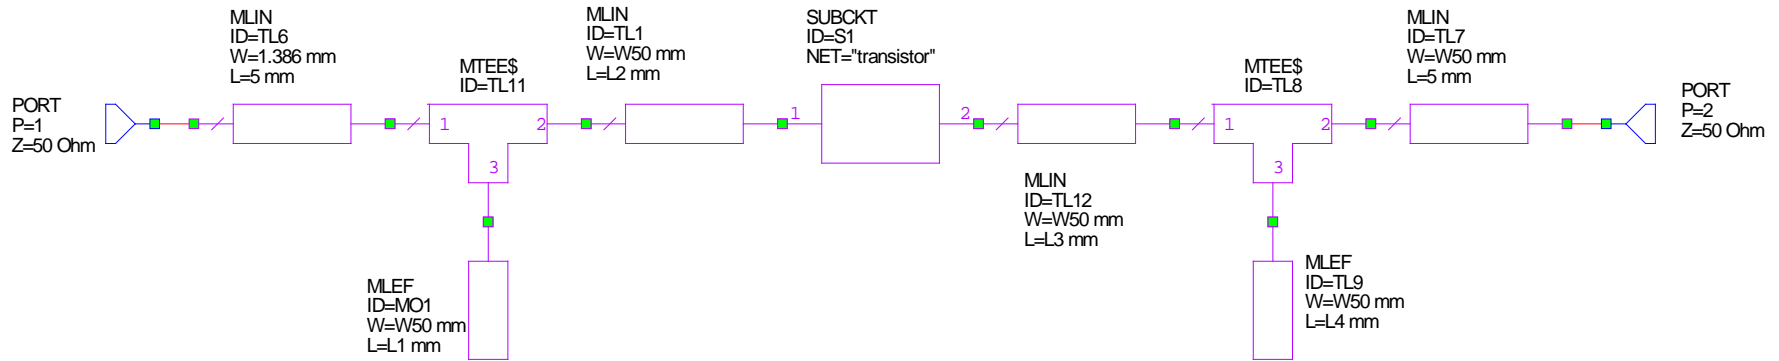 PORT
P=1
Z=50 Ohm
MLIN
ID=TL6
W=1.386 mm
L=5 mm
MTEE$
ID=TL11
1
2
3
MLEF
ID=MO1
W=W50 mm
L=L1 mm
MLIN
ID=TL1
W=W50 mm
L=L2 mm
SUBCKT
ID=S1
NET="transistor"
1
2
MLIN
ID=TL12
W=W50 mm
L=L3 mm
MTEE$
ID=TL8
1
2
3
MLEF
ID=TL9
W=W50 mm
L=L4 mm
MLIN
ID=TL7
W=W50 mm
L=5 mm
PORT
P=2
Z=50 Ohm